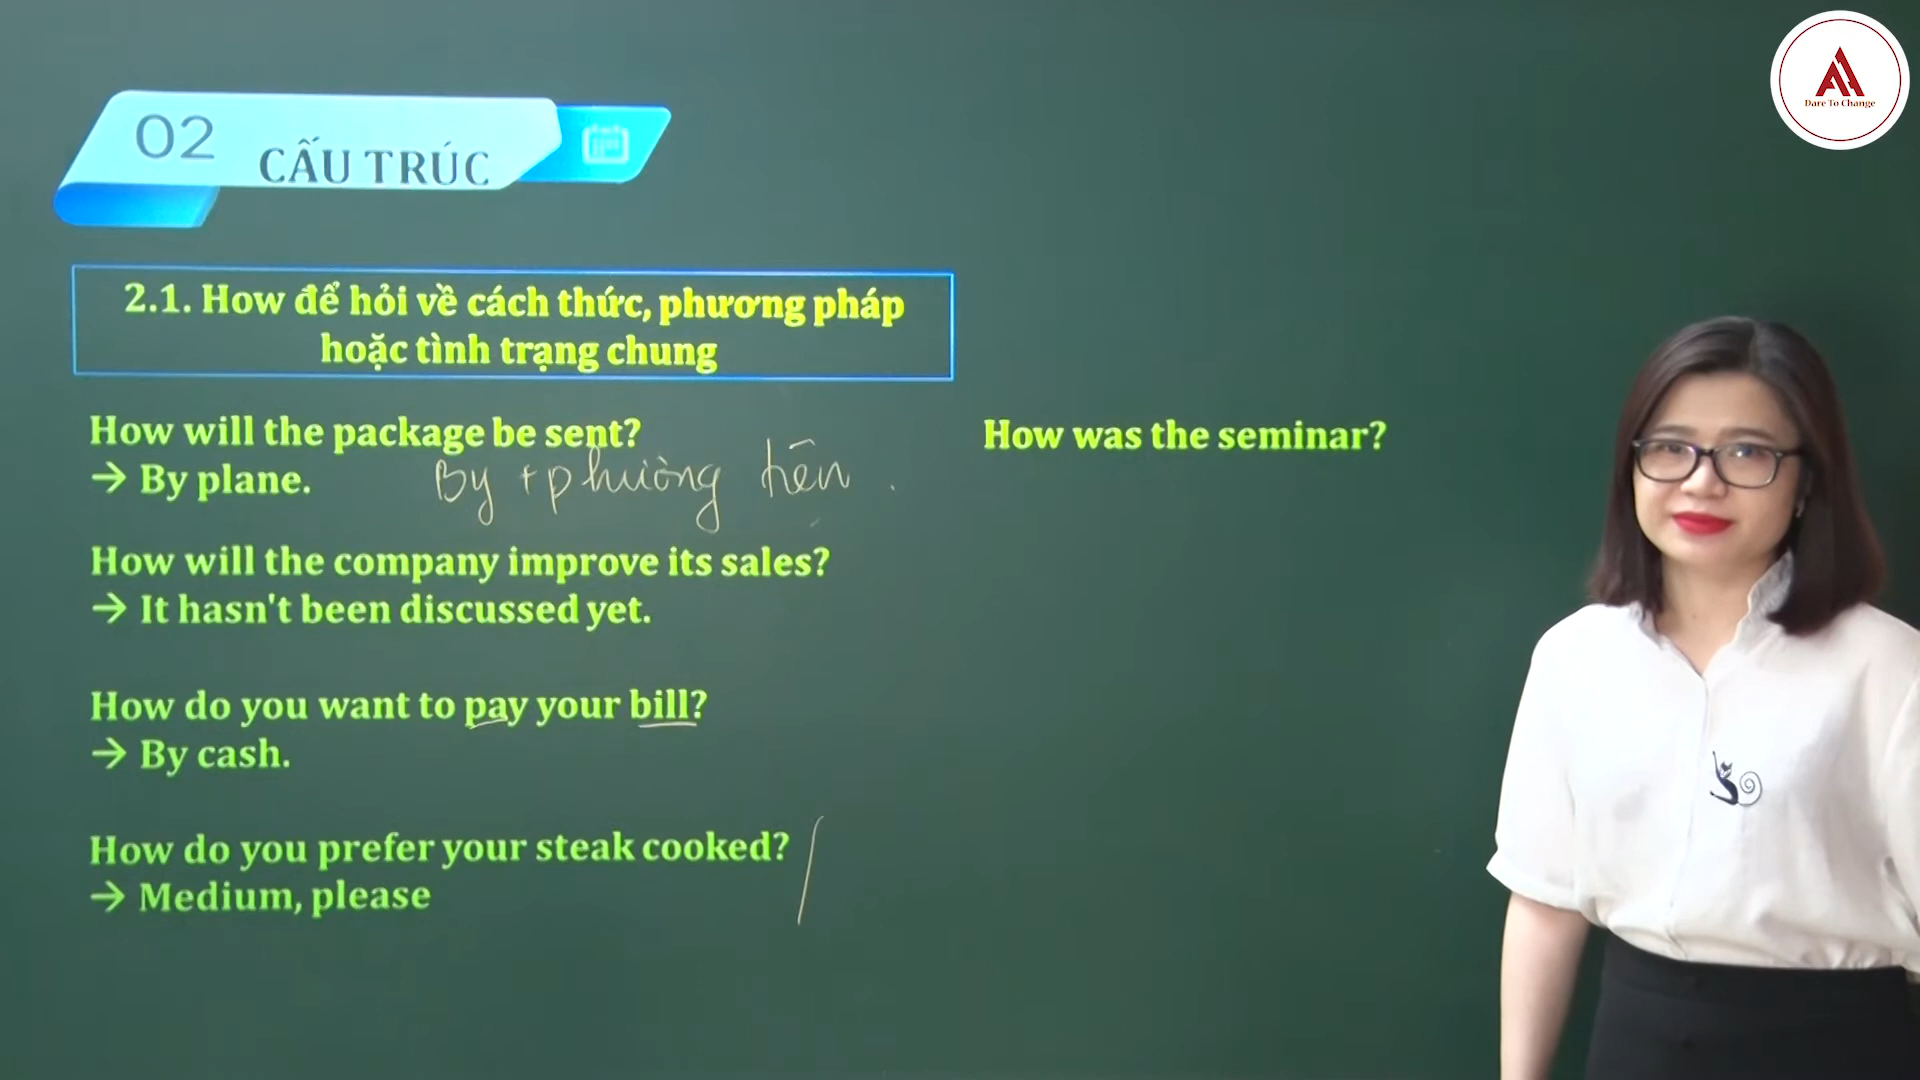 Dare To Change
02
CẤU TRÚC
2.1. How để hỏi về cách thức, phương pháp
hoặc tình trạng chung
How will the package be sent?
→ By plane.
By + phương tiện.
How will the company improve its sales?
→ It hasn't been discussed yet.
How do you want to pay your bill?
→ By cash.
How do you prefer your steak cooked?
→ Medium, please
How was the seminar?